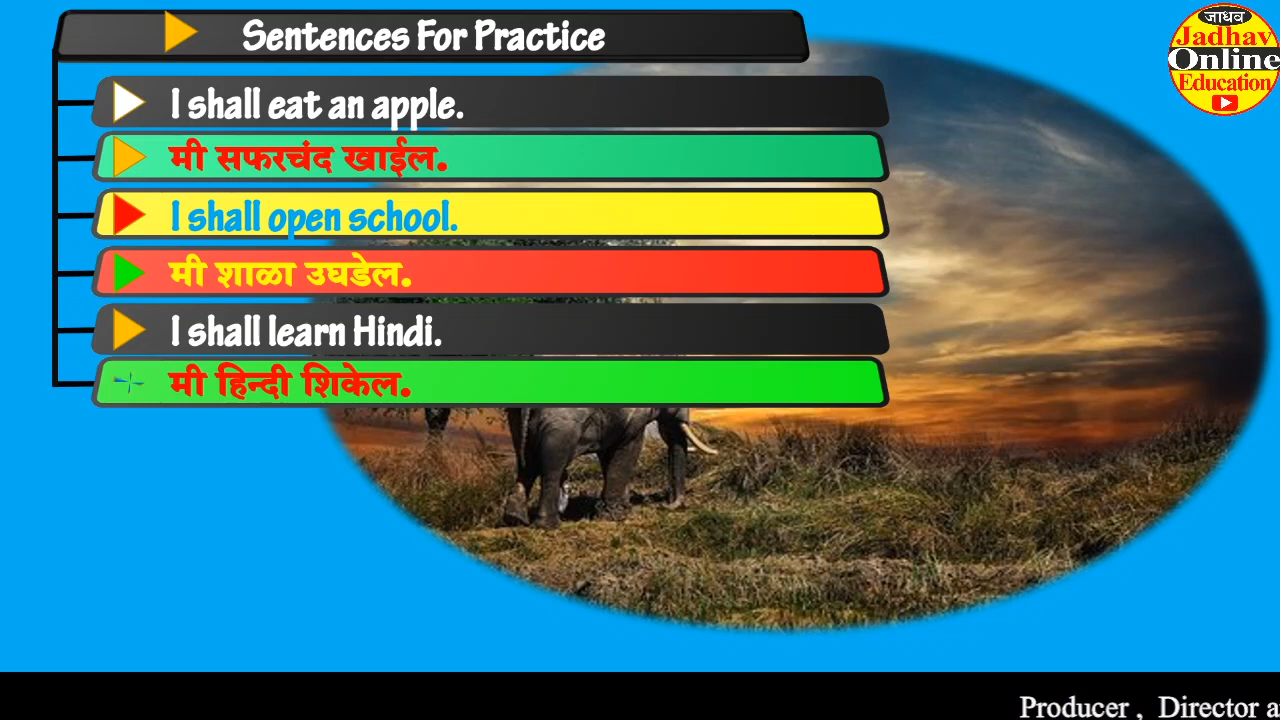 Sentences For Practice
I shall eat an apple.
मी सफरचंद खाईल.
I shall open school.
मी शाळा उघडेल.
I shall learn Hindi.
मी हिन्दी शिकेल.
जाधव
Jadhav
Online
Education
Producer , Director a